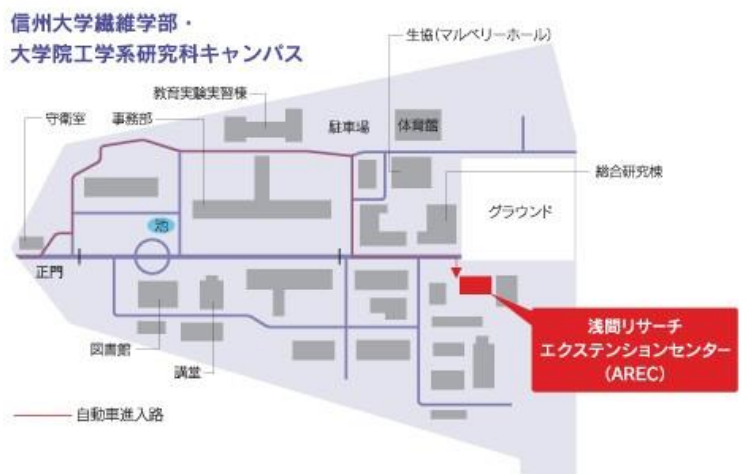 信州大学繊維学部・
大学院工学系研究科キャンパス
生協(マルベリーホール)
教育実験実習棟
守衛室
事務部
駐車場
体育館
総合研究棟
グラウンド
池
正門
図書館
講堂
浅間リサーチ
エクステンションセンター
(AREC)
自動車進入路